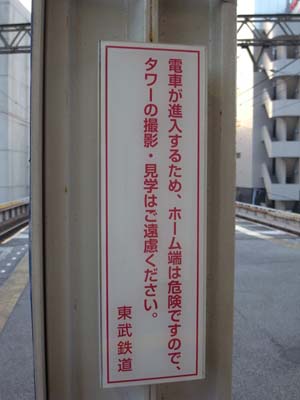 電車が進入するため、ホーム端は危険ですので、
タワーの撮影・見学はご遠慮ください。
東武鉄道